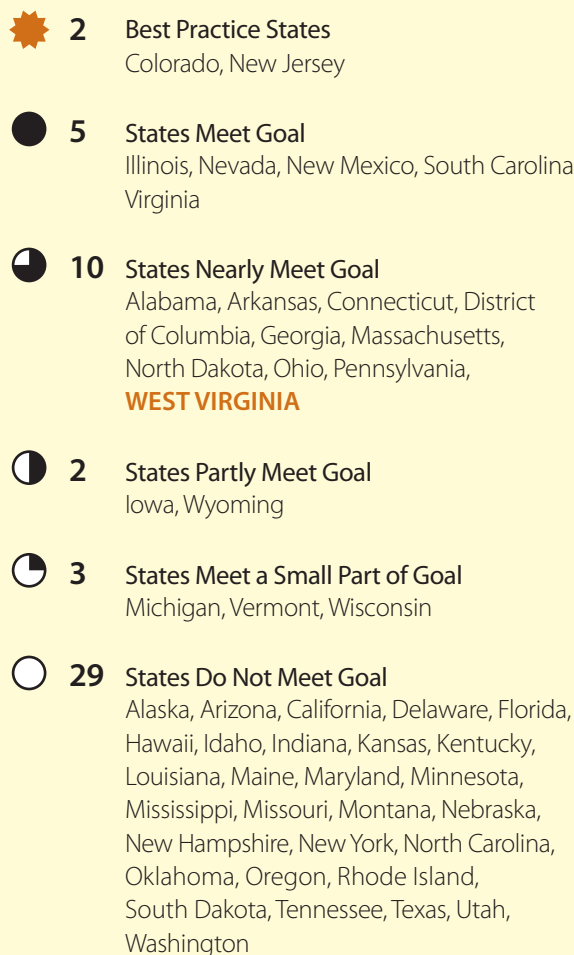 2 Best Practice States
Colorado, New Jersey
5 States Meet Goal
Illinois, Nevada, New Mexico, South Carolina
Virginia
10 States Nearly Meet Goal
Alabama, Arkansas, Connecticut, District
of Columbia, Georgia, Massachusetts,
North Dakota, Ohio, Pennsylvania,
WEST VIRGINIA
2 States Partly Meet Goal
Iowa, Wyoming
3 States Meet a Small Part of Goal
Michigan, Vermont, Wisconsin
29 States Do Not Meet Goal
Alaska, Arizona, California, Delaware, Florida,
Hawaii, Idaho, Indiana, Kansas, Kentucky,
Louisiana, Maine, Maryland, Minnesota,
Mississippi, Missouri, Montana, Nebraska,
New Hampshire, New York, North Carolina,
Oklahoma, Oregon, Rhode Island,
South Dakota, Tennessee, Texas, Utah,
Washington